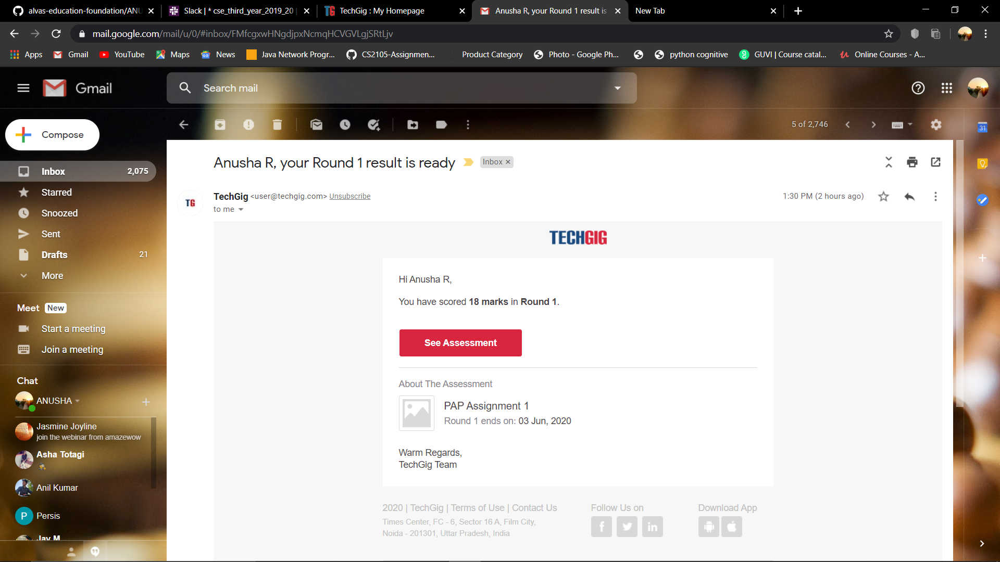 alvas-education-foundation/ANU
Slack | * cse_third_year_2019_20
TechGig : My Homepage
Anusha R, your Round 1 result is
New Tab
mail.google.com/mail/u/0/#inbox/FMfcgxwHNgdjpxNcmqHCVGVLgjSRtLjv
Apps
Gmail
YouTube
Maps
News
Java Network Progr...
CS2105-Assignmen...
Product Category
Photo - Google Ph...
python cognitive
GUVI | Course catal...
Online Courses - A...
Gmail
Search mail
Compose
5 of 2,746
31
Inbox 2,075
Starred
Snoozed
Sent
Drafts 21
More
Meet New
Start a meeting
Join a meeting
Chat
ANUSHA
Jasmine Joyline
join the webinar from amazewow
Asha Totagi
Anil Kumar
P Persis
Jay M
Anusha R, your Round 1 result is ready
Inbox
TG
TechGig <user@techgig.com> Unsubscribe
1:30 PM (2 hours ago)
to me
TECHGIG
Hi Anusha R,
You have scored 18 marks in Round 1.
See Assessment
About The Assessment
PAP Assignment 1
Round 1 ends on: 03 Jun, 2020
Warm Regards,
TechGig Team
2020 | TechGig | Terms of Use | Contact Us
Times Center, FC - 6, Sector 16 A, Film City,
Noida - 201301, Uttar Pradesh, India
Follow Us on
Download App